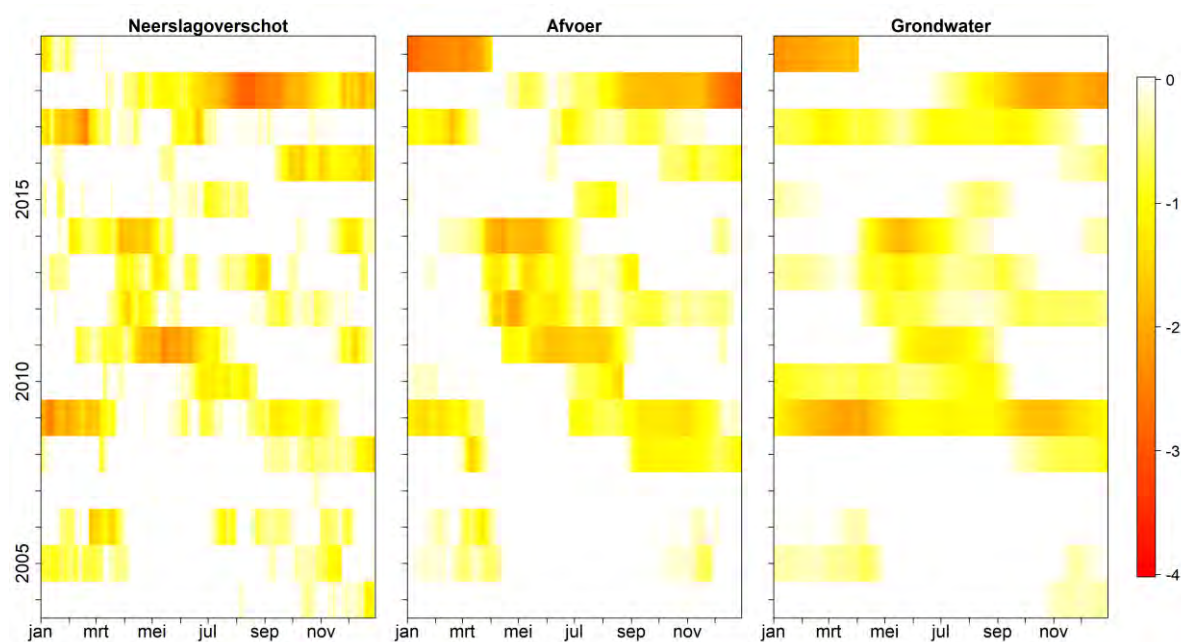 Neerslagoverschot
Afvoer
Grondwater
2015
2010
2005
jan mrt mei jul sep nov
jan mrt mei jul sep nov
jan mrt mei jul sep nov
0
-1
-2
-3
-4